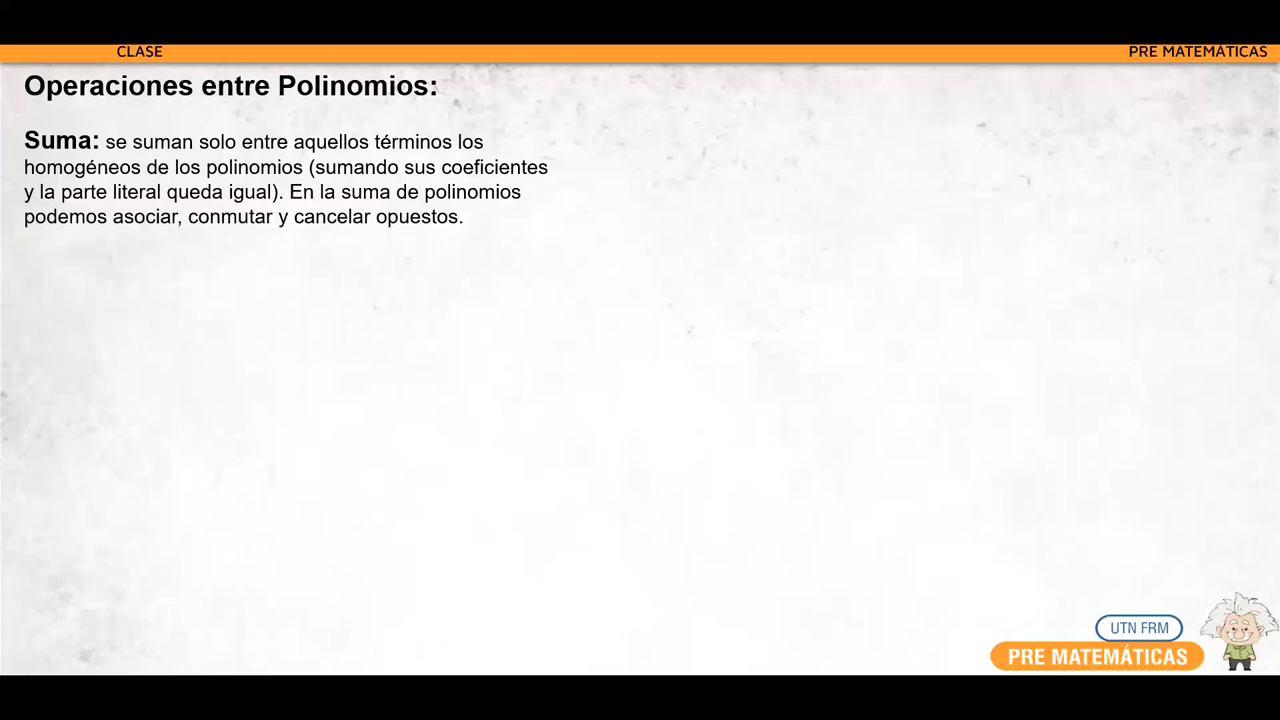 CLASE
PRE MATEMÁTICAS
Operaciones entre Polinomios:
Suma: se suman solo entre aquellos términos los
homogéneos de los polinomios (sumando sus coeficientes
y la parte literal queda igual). En la suma de polinomios
podemos asociar, conmutar y cancelar opuestos.
UTN FRM
PRE MATEMÁTICAS